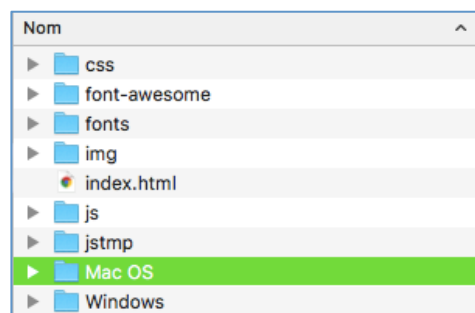 Nom
css
font-awesome
fonts
img
index.html
js
jstmp
Mac OS
Windows